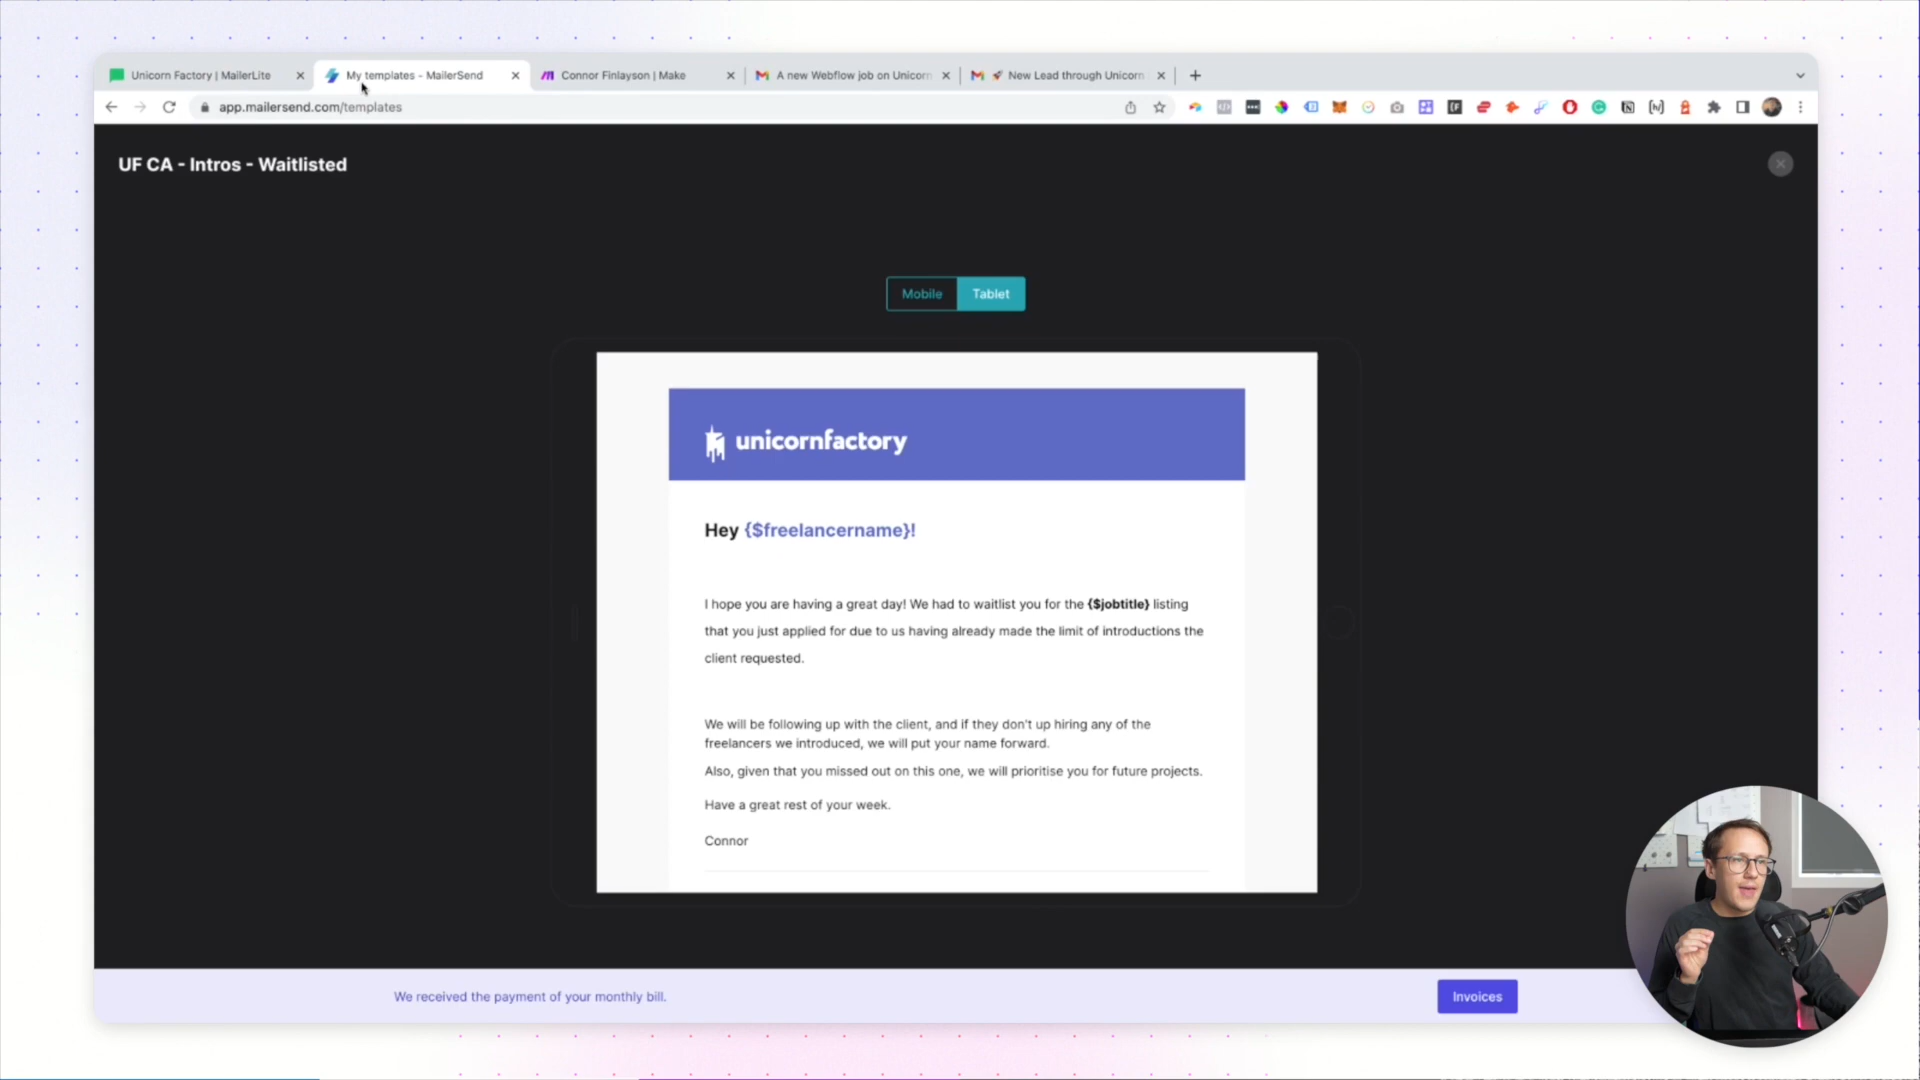 Unicorn Factory | MailerLite
My templates - MailerSend
Connor Finlayson | Make
A new Webflow job on Unicorn
🚀 New Lead through Unicorn
app.mailersend.com/templates
UF CA - Intros - Waitlisted
Mobile
Tablet
unicornfactory
Hey {$freelancername}!
I hope you are having a great day! We had to waitlist you for the {$jobtitle} listing
that you just applied for due to us having already made the limit of introductions the
client requested.
We will be following up with the client, and if they don't up hiring any of the
freelancers we introduced, we will put your name forward.
Also, given that you missed out on this one, we will prioritise you for future projects.
Have a great rest of your week.
Connor
We received the payment of your monthly bill.
Invoices